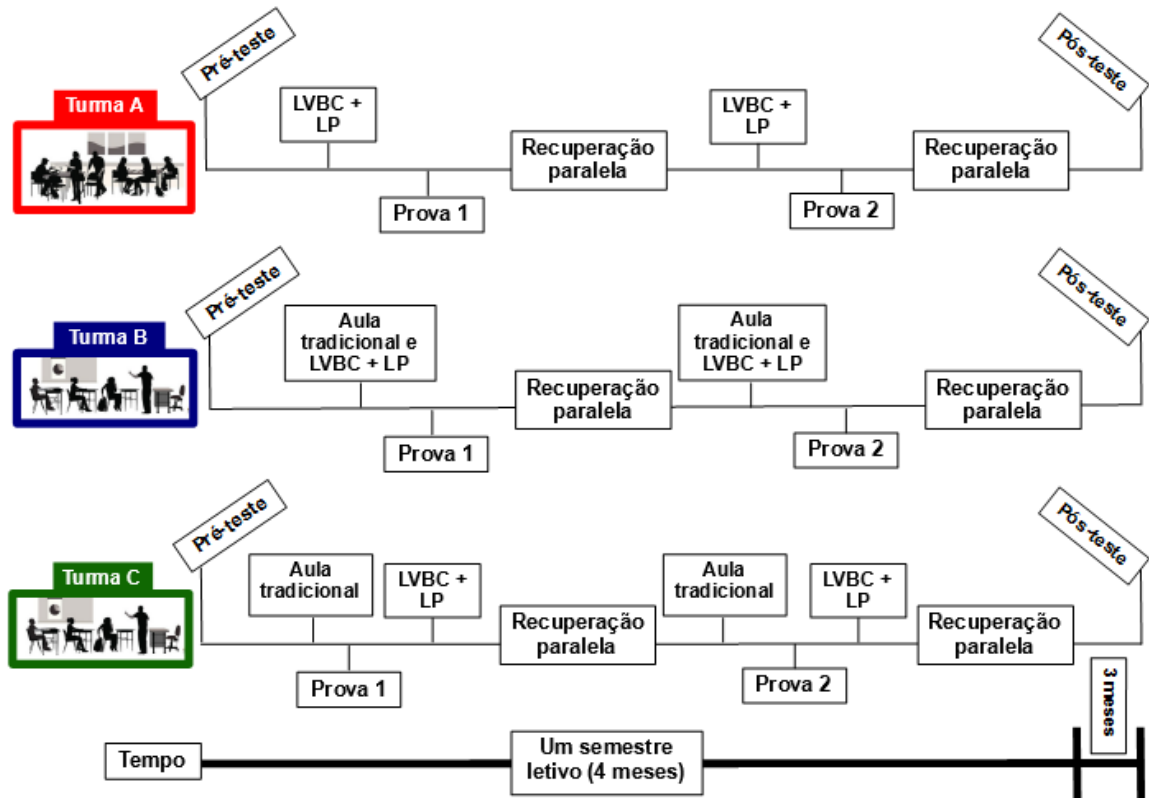 Pré-teste
Pós-teste
Turma A
LVBC +
LP
LVBC +
LP
Recuperação
paralela
Recuperação
paralela
Prova 1
Prova 2
Pré-teste
Pós-teste
Turma B
Aula
tradicional e
LVBC + LP
Aula
tradicional e
LVBC + LP
Recuperação
paralela
Recuperação
paralela
Prova 1
Prova 2
Pré-teste
Pós-teste
Turma C
Aula
tradicional
LVBC +
LP
Aula
tradicional
LVBC +
LP
Recuperação
paralela
Recuperação
paralela
Prova 1
Prova 2
3 meses
Tempo
Um semestre
letivo (4 meses)